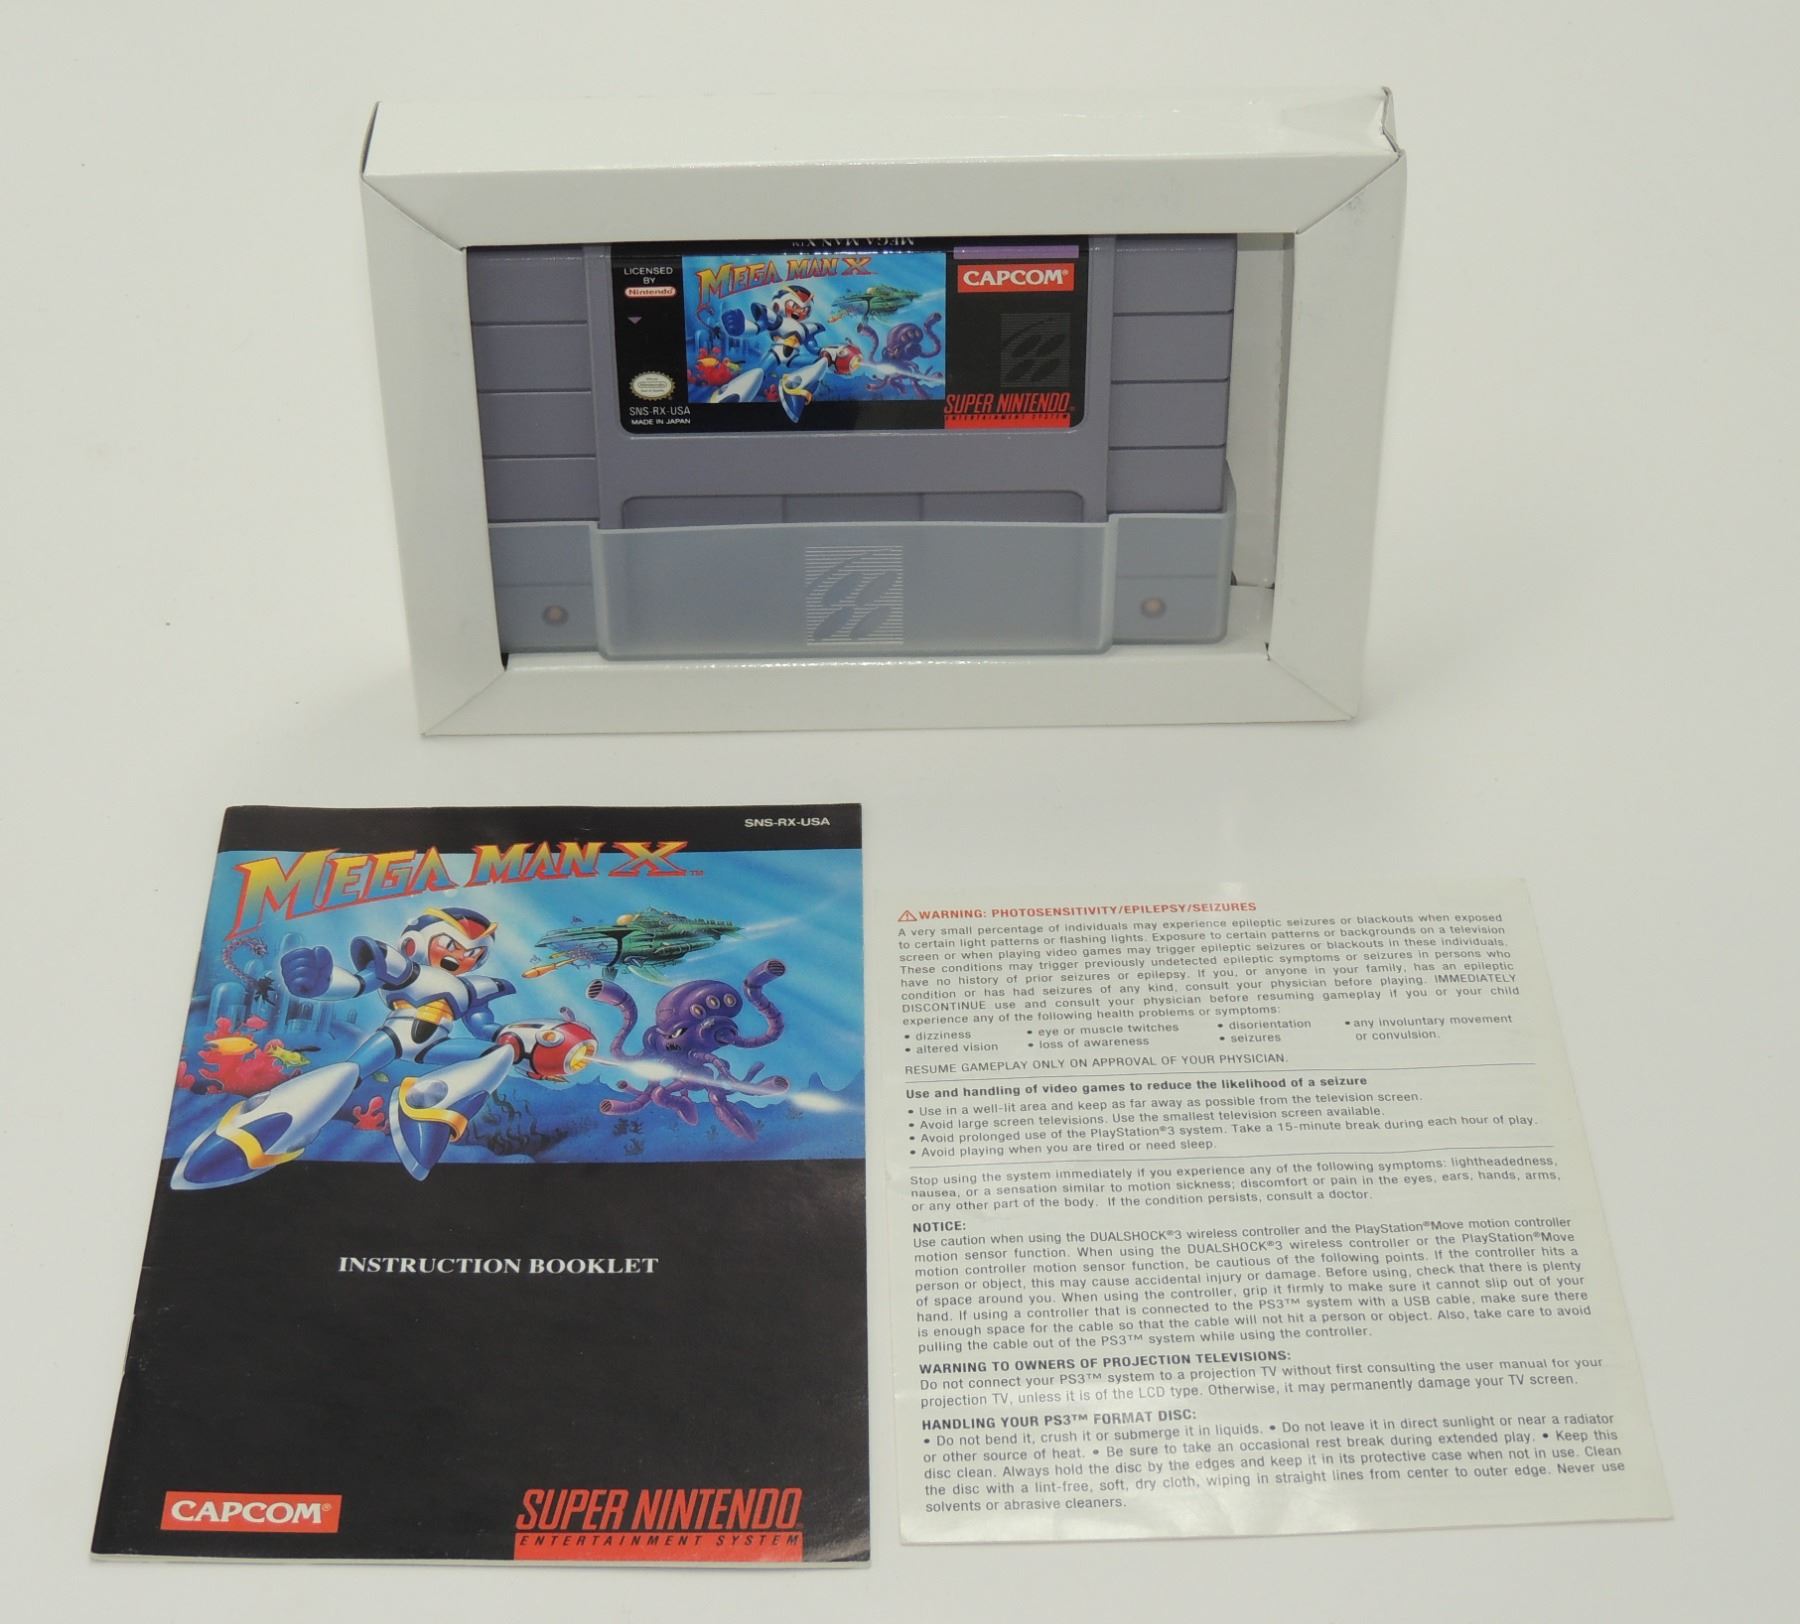 MEGA MAN X™
LICENSED
BY
Nintendo
MEGA MAN X
CAPCOM®
SNS-RX-USA
MADE IN JAPAN
SUPER NINTENDO
ENTERTAINMENT SYSTEM
SNS-RX-USA
MEGA MAN X™
INSTRUCTION BOOKLET
CAPCOM®
SUPER NINTENDO
ENTERTAINMENT SYSTEM
⚠WARNING: PHOTOSENSITIVITY/EPILEPSY/SEIZURES
A very small percentage of individuals may experience epileptic seizures or blackouts when exposed
to certain light patterns or flashing lights. Exposure to certain patterns or backgrounds on a television
screen or when playing video games may trigger epileptic seizures or blackouts in these individuals.
These conditions may trigger previously undetected epileptic symptoms or seizures in persons who
have no history of prior seizures or epilepsy. If you, or anyone in your family, has an epileptic
condition or has had seizures of any kind, consult your physician before playing. IMMEDIATELY
DISCONTINUE use and consult your physician before resuming gameplay if you or your child
experience any of the following health problems or symptoms:
• dizziness • eye or muscle twitches • disorientation • any involuntary movement
• altered vision • loss of awareness • seizures or convulsion.
RESUME GAMEPLAY ONLY ON APPROVAL OF YOUR PHYSICIAN.
Use and handling of video games to reduce the likelihood of a seizure
• Use in a well-lit area and keep as far away as possible from the television screen.
• Avoid large screen televisions. Use the smallest television screen available.
• Avoid prolonged use of the PlayStation®3 system. Take a 15-minute break during each hour of play.
• Avoid playing when you are tired or need sleep.
Stop using the system immediately if you experience any of the following symptoms: lightheadedness,
nausea, or a sensation similar to motion sickness; discomfort or pain in the eyes, ears, hands, arms,
or any other part of the body. If the condition persists, consult a doctor.
NOTICE:
Use caution when using the DUALSHOCK®3 wireless controller and the PlayStation®Move motion controller
motion sensor function. When using the DUALSHOCK®3 wireless controller or the PlayStation®Move
motion controller motion sensor function, be cautious of the following points. If the controller hits a
person or object, this may cause accidental injury or damage. Before using, check that there is plenty
of space around you. When using the controller, grip it firmly to make sure it cannot slip out of your
hand. If using a controller that is connected to the PS3™ system with a USB cable, make sure there
is enough space for the cable so that the cable will not hit a person or object. Also, take care to avoid
pulling the cable out of the PS3™ system while using the controller.
WARNING TO OWNERS OF PROJECTION TELEVISIONS:
Do not connect your PS3™ system to a projection TV without first consulting the user manual for your
projection TV, unless it is of the LCD type. Otherwise, it may permanently damage your TV screen.
HANDLING YOUR PS3™ FORMAT DISC:
• Do not bend it, crush it or submerge it in liquids. • Do not leave it in direct sunlight or near a radiator
or other source of heat. • Be sure to take an occasional rest break during extended play. • Keep this
disc clean. Always hold the disc by the edges and keep it in its protective case when not in use. Clean
the disc with a lint-free, soft, dry cloth, wiping in straight lines from center to outer edge. Never use
solvents or abrasive cleaners.